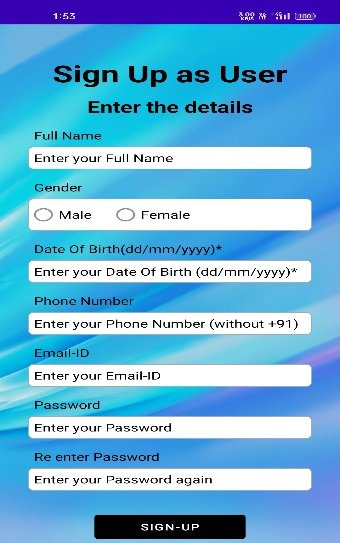 1:53
Sign Up as User
Enter the details
Full Name
Enter your Full Name
Gender
Male Female
Date Of Birth(dd/mm/yyyy)*
Enter your Date Of Birth (dd/mm/yyyy)*
Phone Number
Enter your Phone Number (without +91)
Email-ID
Enter your Email-ID
Password
Enter your Password
Re enter Password
Enter your Password again
SIGN-UP